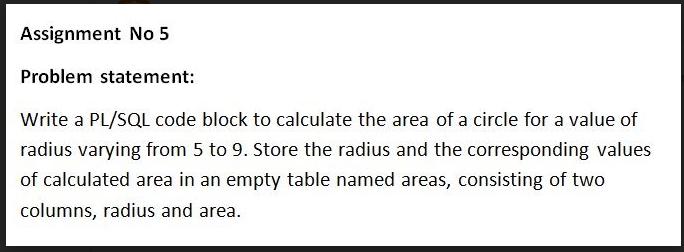 Assignment No 5
Problem statement:
Write a PL/SQL code block to calculate the area of a circle for a value of
radius varying from 5 to 9. Store the radius and the corresponding values
of calculated area in an empty table named areas, consisting of two
columns, radius and area.